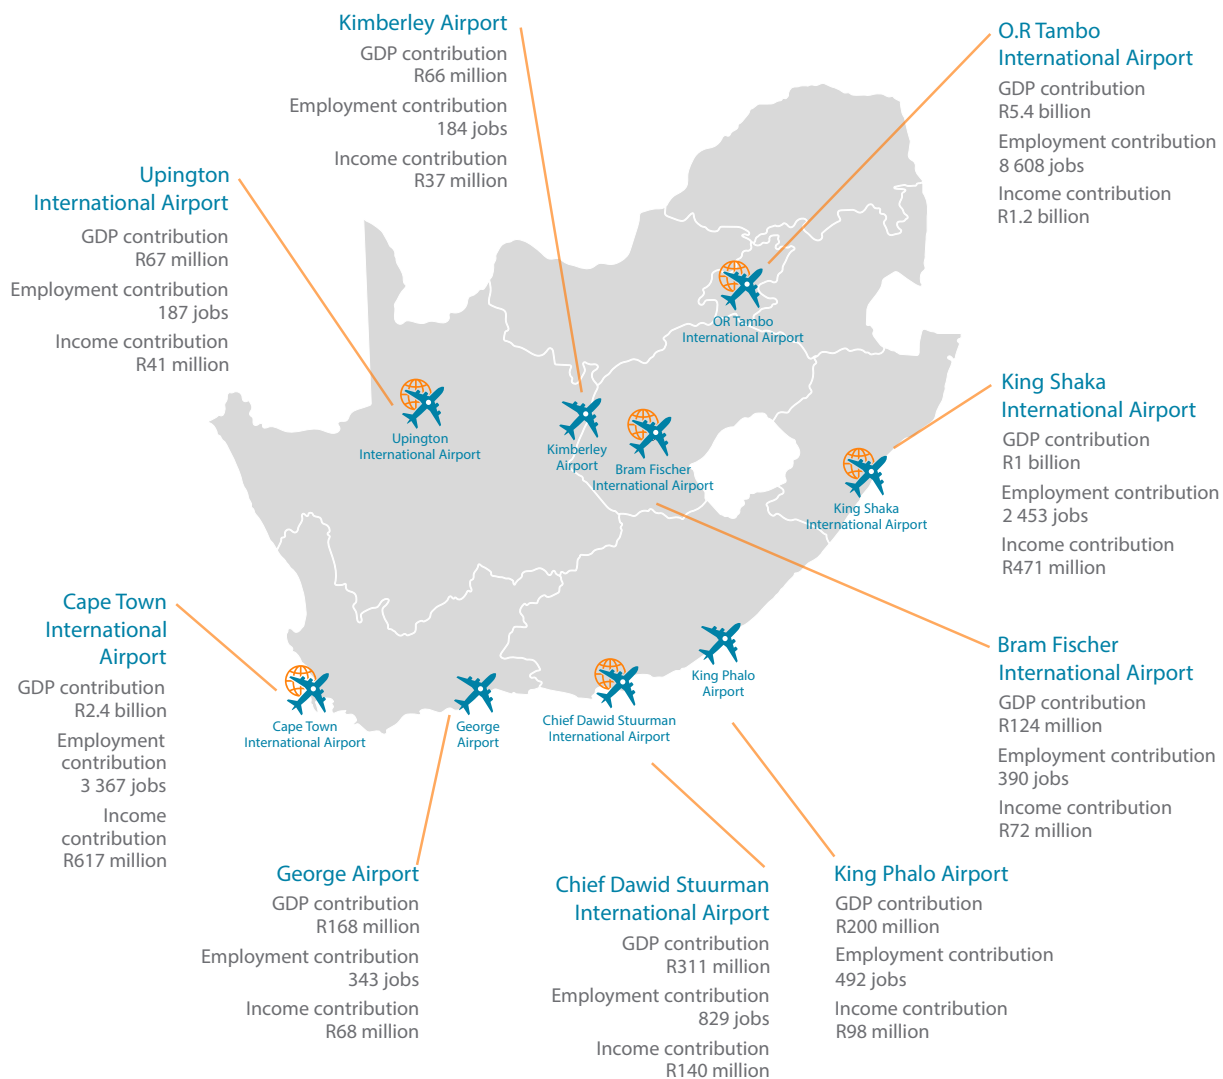 Kimberley Airport
GDP contribution
R66 million
Employment contribution
184 jobs
Income contribution
R37 million
O.R Tambo
International Airport
GDP contribution
R5.4 billion
Employment contribution
8 608 jobs
Income contribution
R1.2 billion
Upington
International Airport
GDP contribution
R67 million
Employment contribution
187 jobs
Income contribution
R41 million
OR Tambo
International Airport
Upington
International Airport
Kimberley
Airport
Bram Fischer
International Airport
King Shaka
International Airport
King Shaka
International Airport
GDP contribution
R1 billion
Employment contribution
2 453 jobs
Income contribution
R471 million
Cape Town
International
Airport
GDP contribution
R2.4 billion
Employment
contribution
3 367 jobs
Income
contribution
R617 million
Cape Town
International Airport
George
Airport
Chief Dawid Stuurman
International Airport
King Phalo
Airport
Bram Fischer
International Airport
GDP contribution
R124 million
Employment contribution
390 jobs
Income contribution
R72 million
George Airport
GDP contribution
R168 million
Employment contribution
343 jobs
Income contribution
R68 million
Chief Dawid Stuurman
International Airport
GDP contribution
R311 million
Employment contribution
829 jobs
Income contribution
R140 million
King Phalo Airport
GDP contribution
R200 million
Employment contribution
492 jobs
Income contribution
R98 million